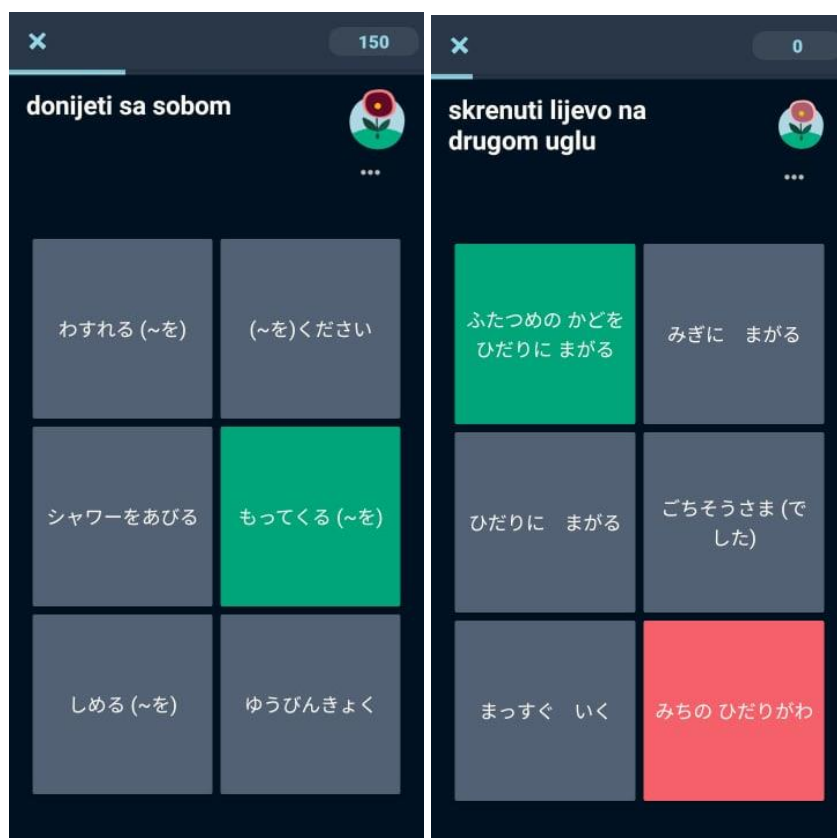 150
donijeti sa sobom
わすれる (~を)
(~を)ください
シャワーをあびる
もってくる (~を)
しめる (~を)
ゆうびんきょく
0
skrenuti lijevo na
drugom uglu
ふたつめの かどを
ひだりに まがる
みぎに　まがる
ひだりに　まがる
ごちそうさま (で
した)
まっすぐ　いく
みちの ひだりがわ